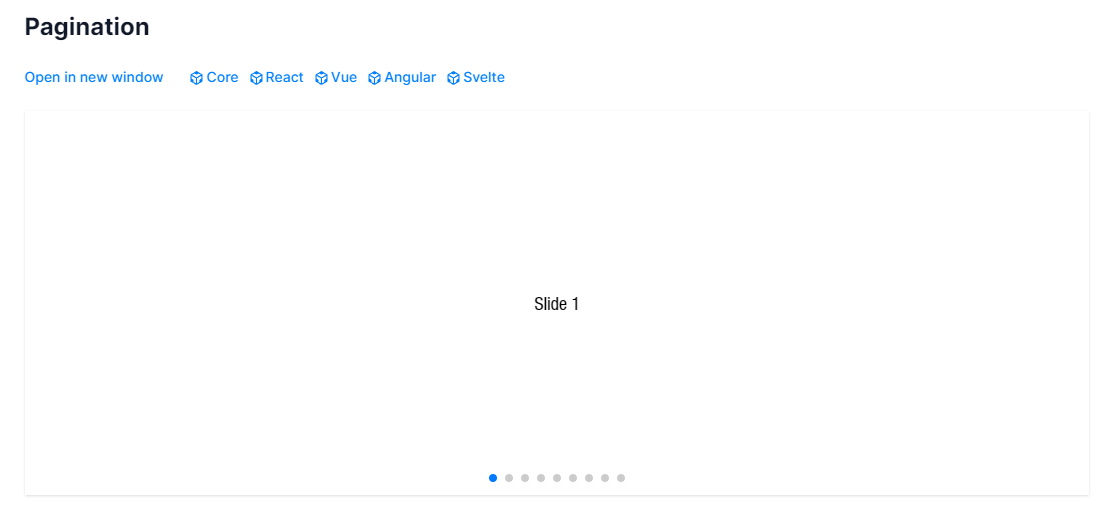 Pagination
Open in new window Core React Vue Angular Svelte
Slide 1